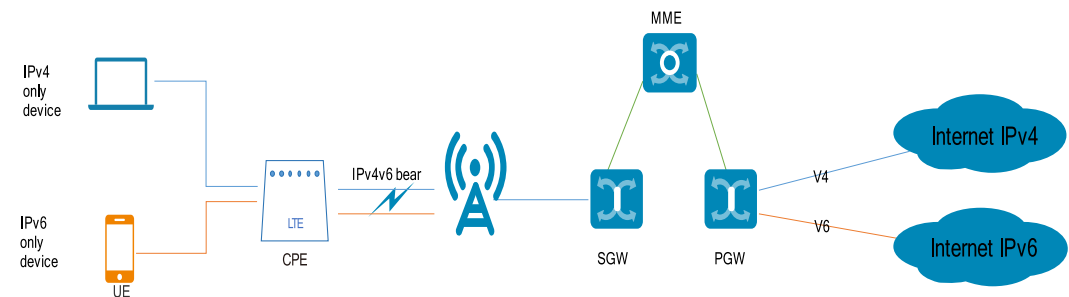 MME
IPv4
only
device
Internet IPv4
IPv4v6 bear
V4
LTE
IPv6
only
device
V6
Internet IPv6
CPE
SGW
PGW
UE